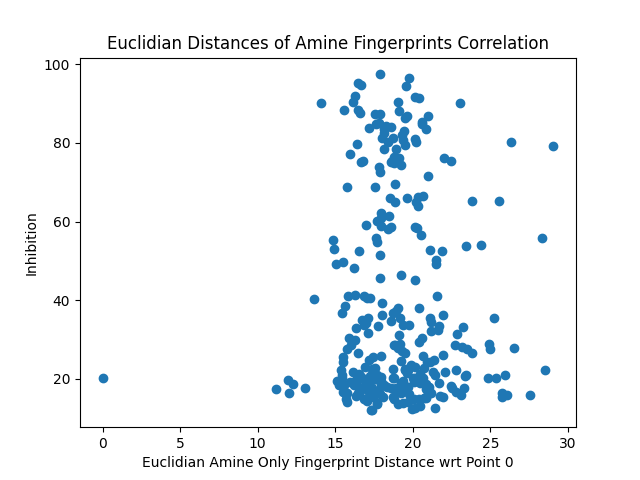 Euclidian Distances of Amine Fingerprints Correlation
100
80
60
40
20
Inhibition
0 5 10 15 20 25 30
Euclidian Amine Only Fingerprint Distance wrt Point 0